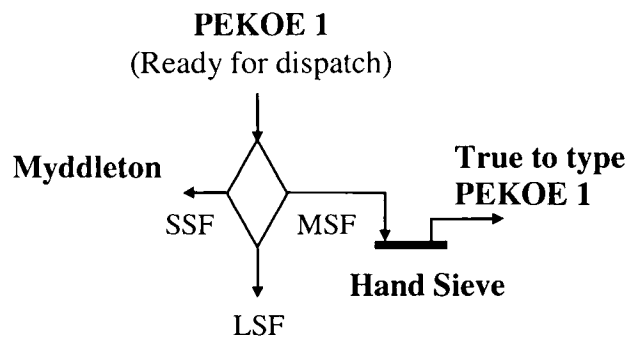 PEKOE 1
(Ready for dispatch)
Myddleton
SSF
MSF
True to type
PEKOE 1
Hand Sieve
LSF